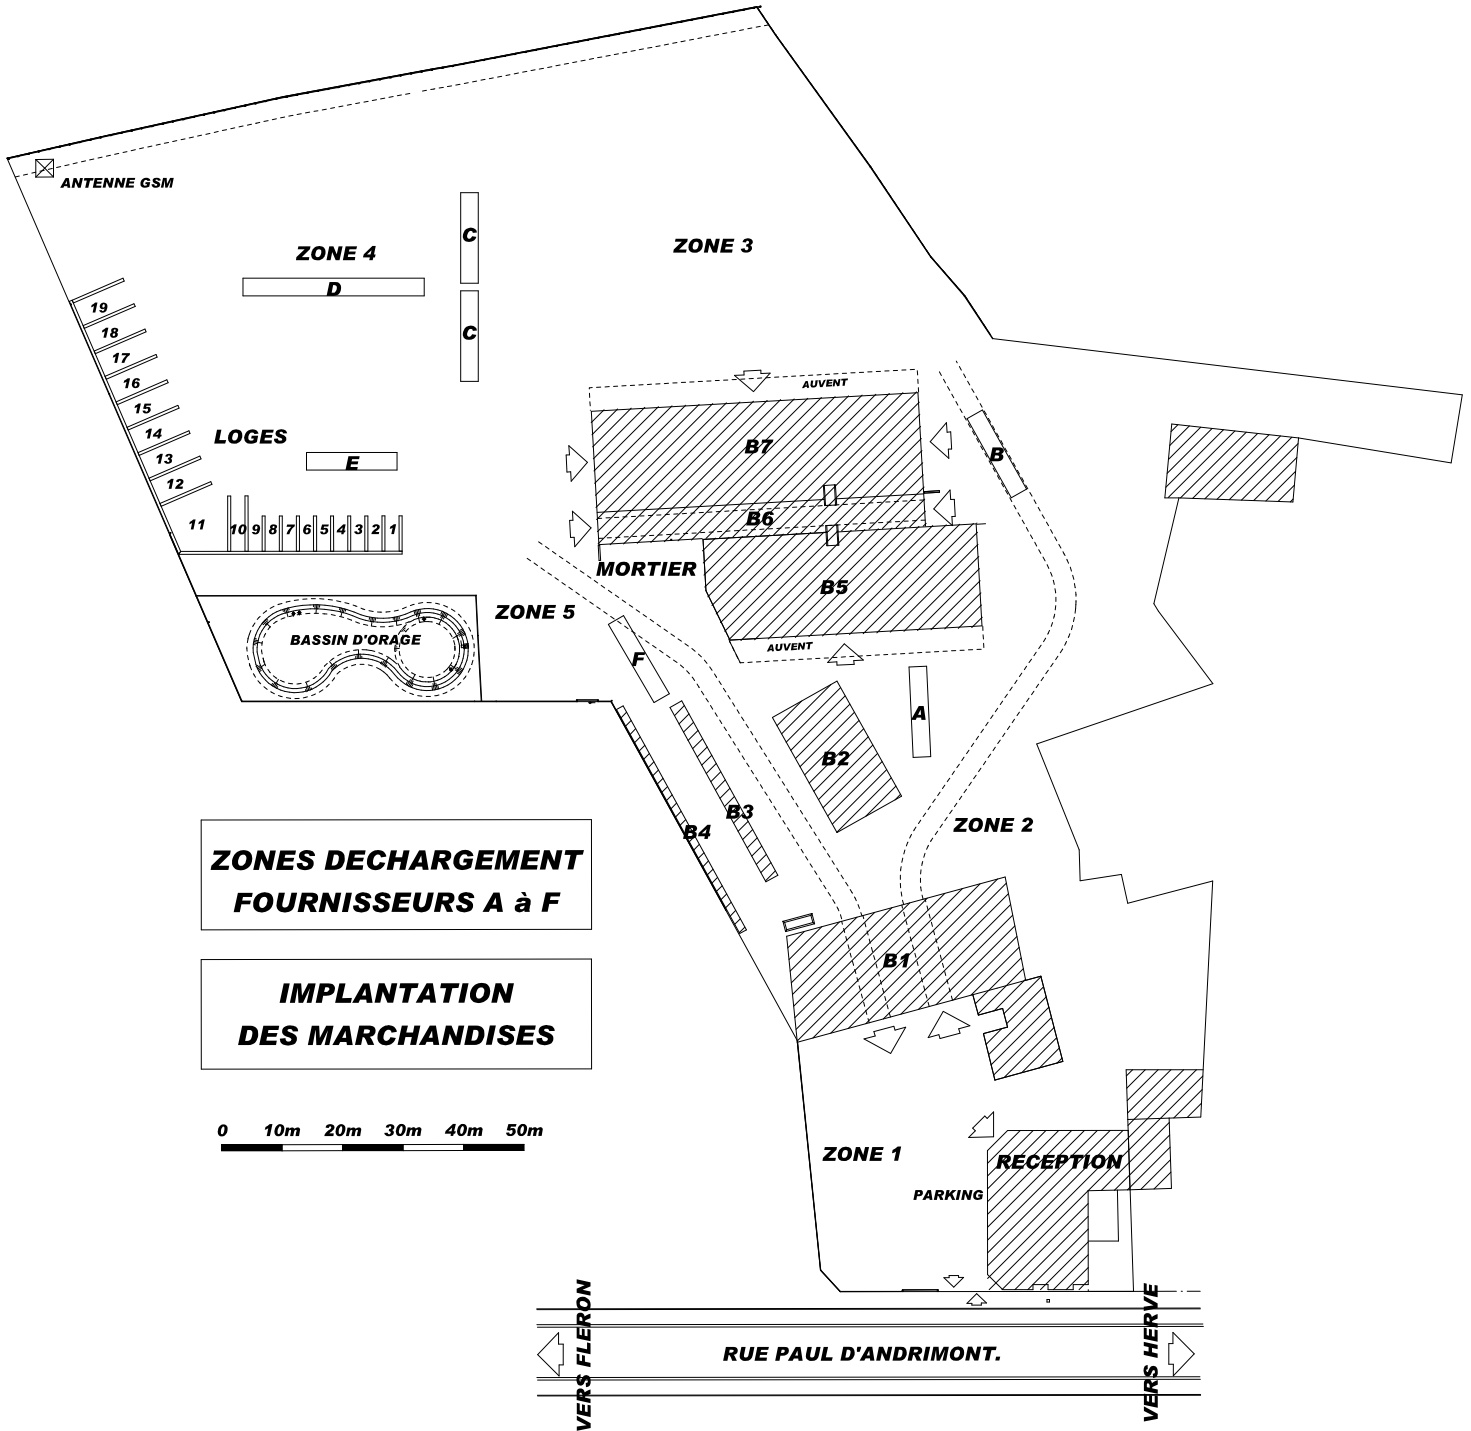 ANTENNE GSM
ZONE 4
ZONE 3
C
D
C
19
18
17
16
15
14
13
12
11
10 9 8 7 6 5 4 3 2 1
LOGES
E
AUVENT
B7
B
B6
MORTIER
B5
AUVENT
ZONE 5
BASSIN D'ORAGE
F
A
B2
B3
B4
ZONE 2
ZONES DECHARGEMENT
FOURNISSEURS A à F
B1
IMPLANTATION
DES MARCHANDISES
0 10m 20m 30m 40m 50m
ZONE 1
RECEPTION
PARKING
VERS FLERON
RUE PAUL D'ANDRIMONT.
VERS HERVE